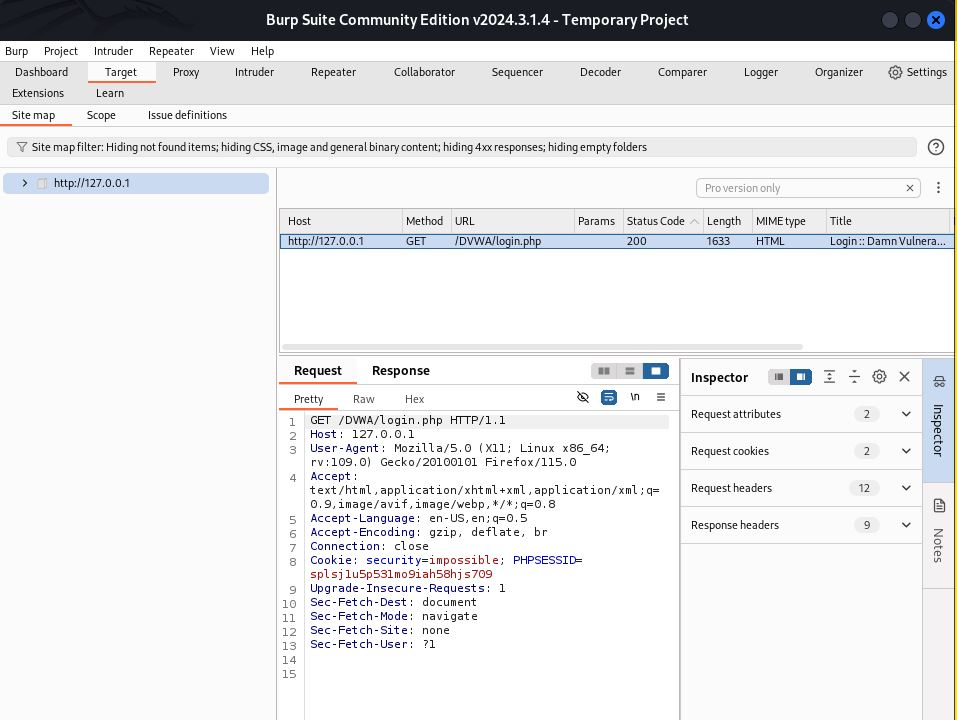 Burp Suite Community Edition v2024.3.1.4 - Temporary Project
Burp Project Intruder Repeater View Help
Dashboard Target Proxy Intruder Repeater Collaborator Sequencer Decoder Comparer Logger Organizer Settings
Extensions Learn
Site map Scope Issue definitions
Site map filter: Hiding not found items; hiding CSS, image and general binary content; hiding 4xx responses; hiding empty folders
http://127.0.0.1
Pro version only
Host Method URL Params Status Code Length MIME type Title
http://127.0.0.1 GET /DVWA/login.php 200 1633 HTML Login :: Damn Vulnera...
Request Response
Pretty Raw Hex \n
1 GET /DVWA/login.php HTTP/1.1
2 Host: 127.0.0.1
3 User-Agent: Mozilla/5.0 (X11; Linux x86_64;
rv:109.0) Gecko/20100101 Firefox/115.0
4 Accept:
text/html,application/xhtml+xml,application/xml;q=
0.9,image/avif,image/webp,*/*;q=0.8
5 Accept-Language: en-US,en;q=0.5
6 Accept-Encoding: gzip, deflate, br
7 Connection: close
8 Cookie: security=impossible; PHPSESSID=
splsj1u5p531mo9iah58hjs709
9 Upgrade-Insecure-Requests: 1
10 Sec-Fetch-Dest: document
11 Sec-Fetch-Mode: navigate
12 Sec-Fetch-Site: none
13 Sec-Fetch-User: ?1
14
15
Inspector
Request attributes 2
Request cookies 2
Request headers 12
Response headers 9
Inspector
Notes